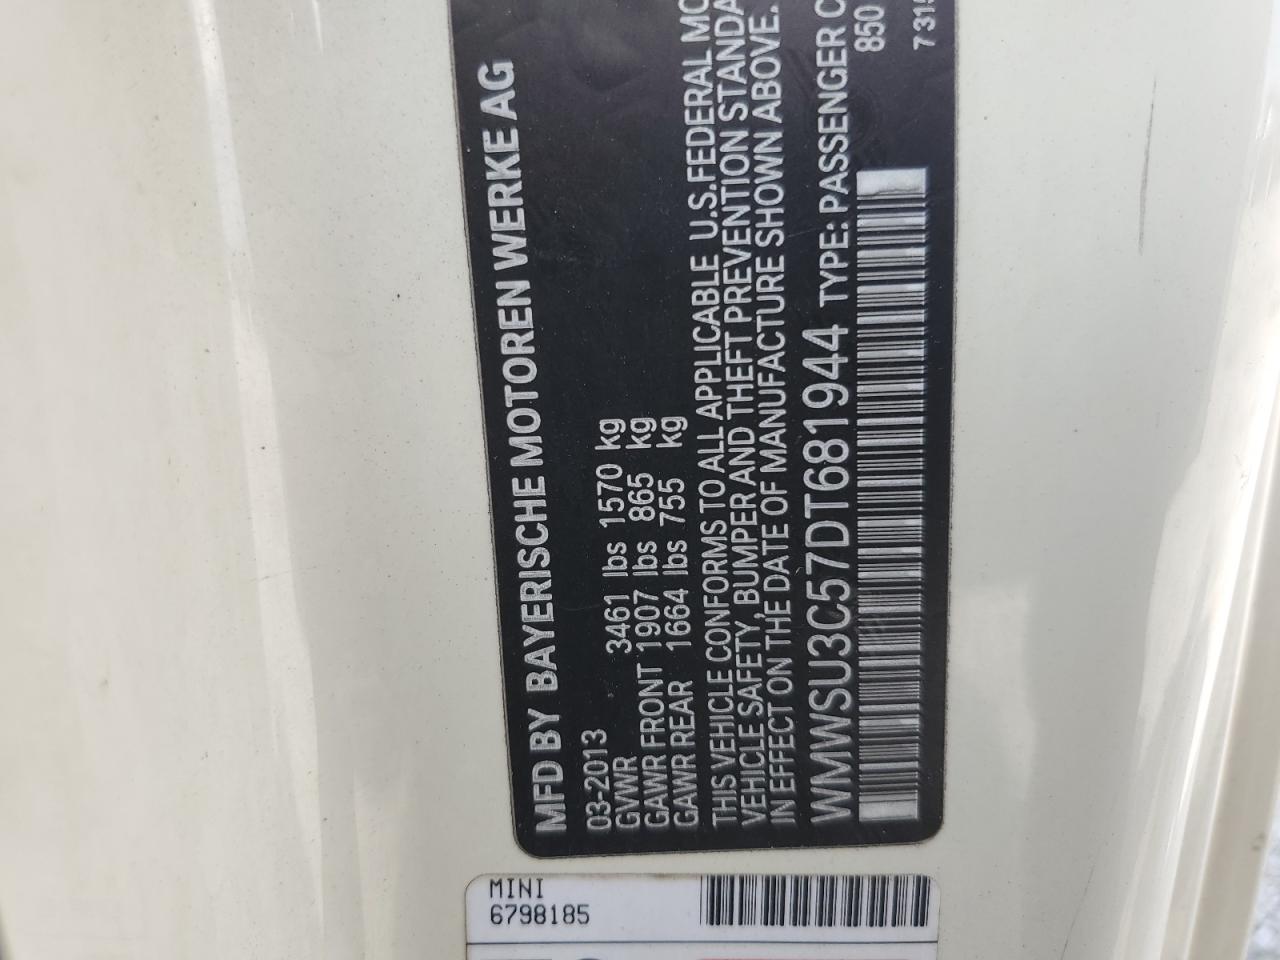 MFD BY BAYERISCHE MOTOREN WERKE AG
03-2013
GVWR 3461 lbs 1570 kg
GAWR FRONT 1907 lbs 865 kg
GAWR REAR 1664 lbs 755 kg
THIS VEHICLE CONFORMS TO ALL APPLICABLE U.S.FEDERAL MO
VEHICLE SAFETY, BUMPER AND THEFT PREVENTION STANDA
IN EFFECT ON THE DATE OF MANUFACTURE SHOWN ABOVE.
WMWSU3C57DT681944 TYPE: PASSENGER C
850
7 315
MINI
6798185